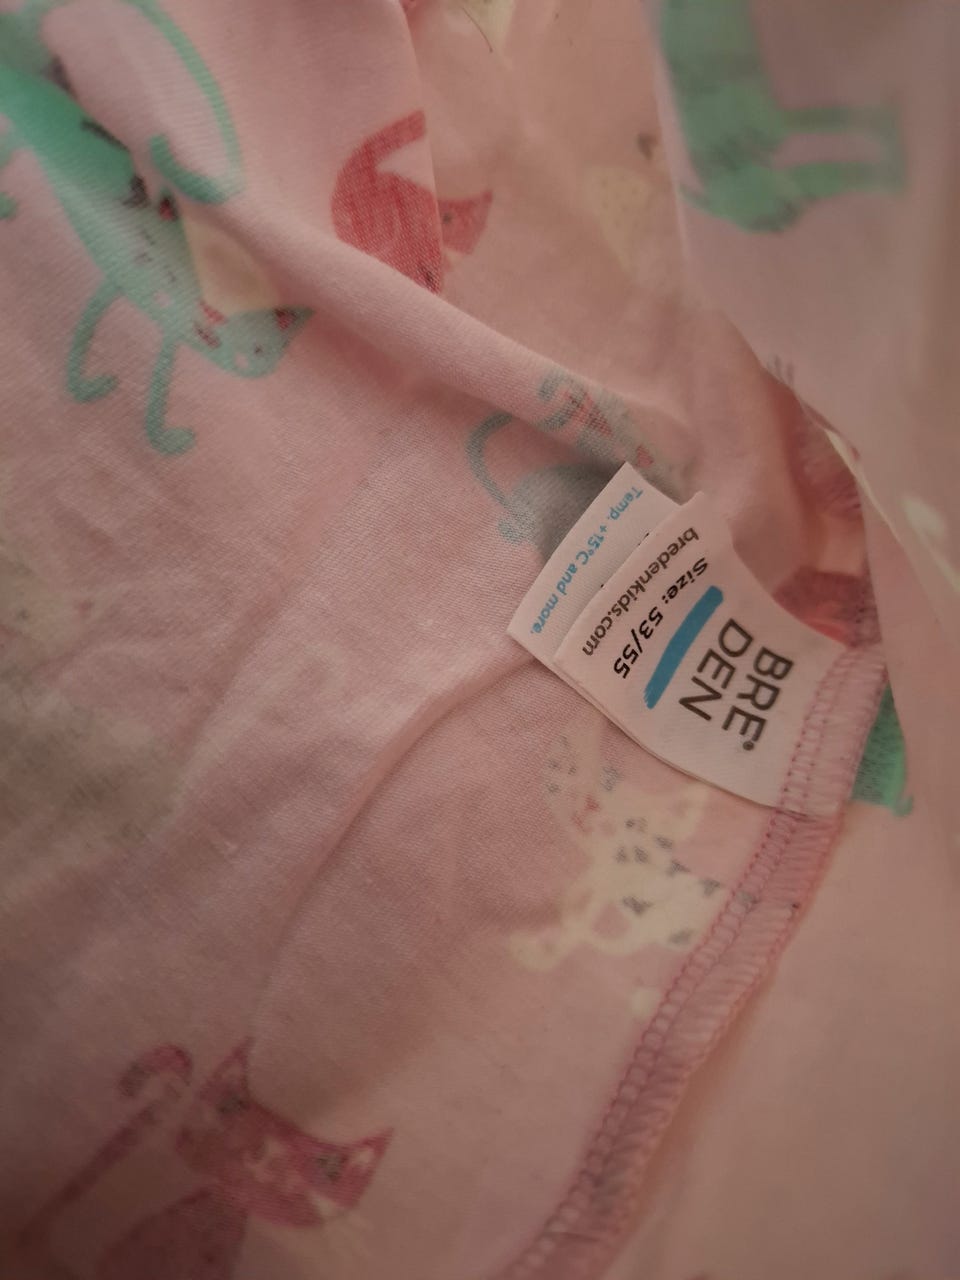 BRE
DEN®
Size: 53/55
bredenkids.com
Temp. +15°C and more.